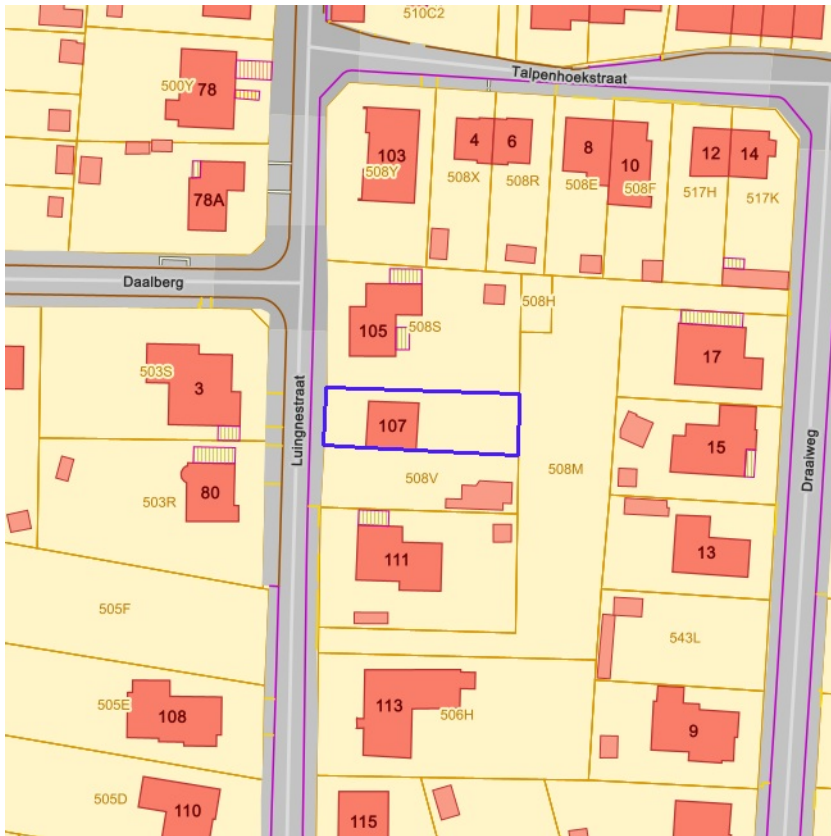 510C2
Talpenhoekstraat
500Y
78
103
508Y
4
6
8
10
12
14
508X
508R
508E
508F
517H
517K
78A
Daalberg
508H
105
508S
17
503S
3
107
15
Luingnestraat
Draaiweg
508V
508M
80
503R
111
13
505F
543L
505E
108
113
506H
9
505D
110
115